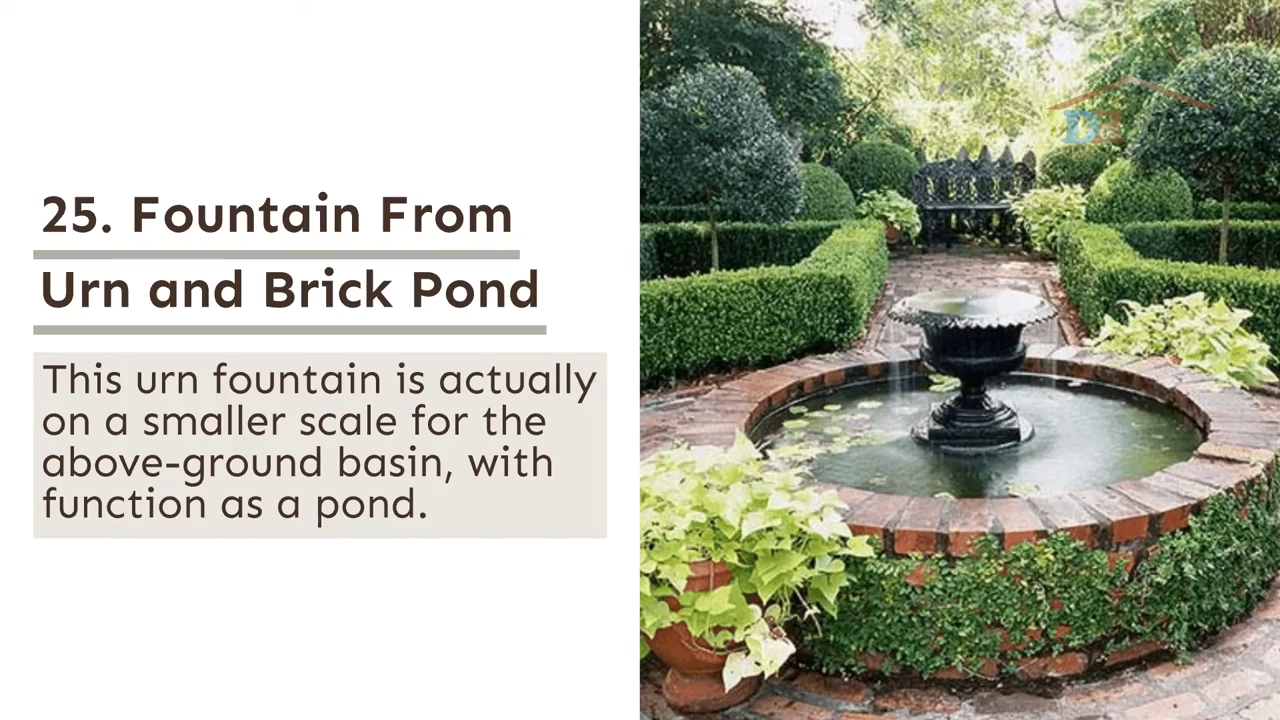 25. Fountain From
Urn and Brick Pond
This urn fountain is actually
on a smaller scale for the
above-ground basin, with
function as a pond.